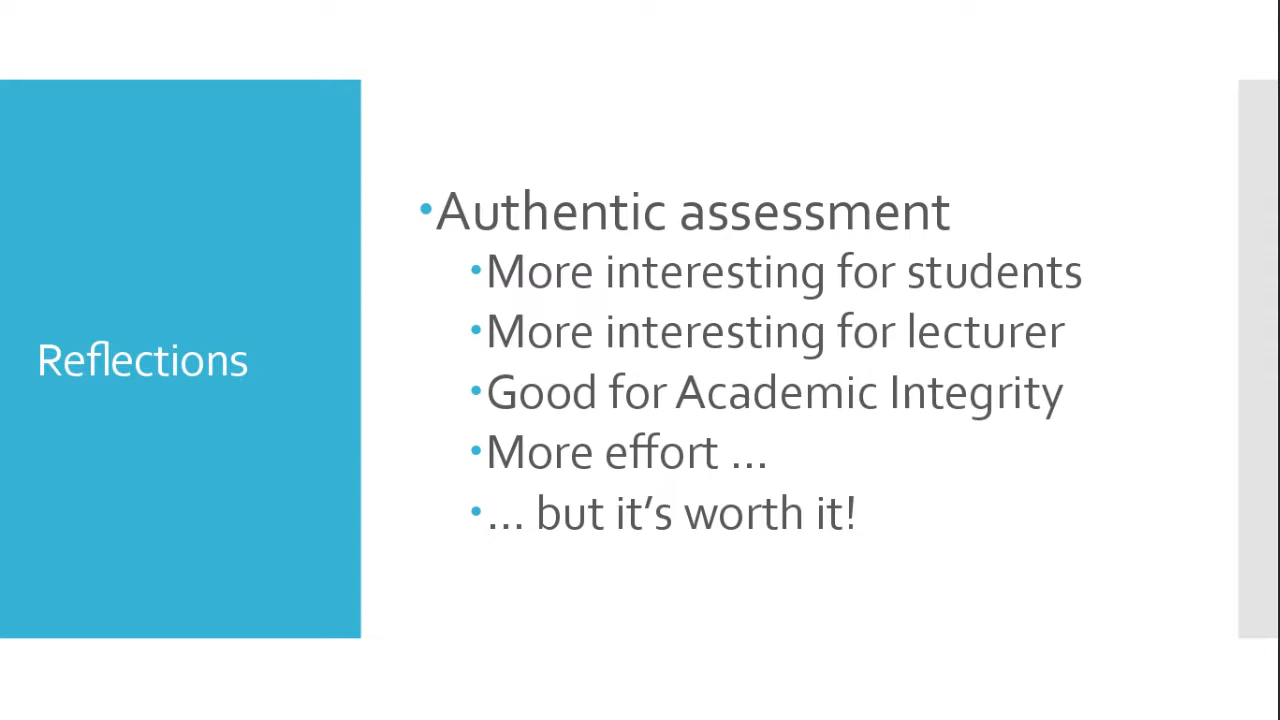 Reflections
•Authentic assessment
•More interesting for students
•More interesting for lecturer
•Good for Academic Integrity
•More effort …
•… but it’s worth it!